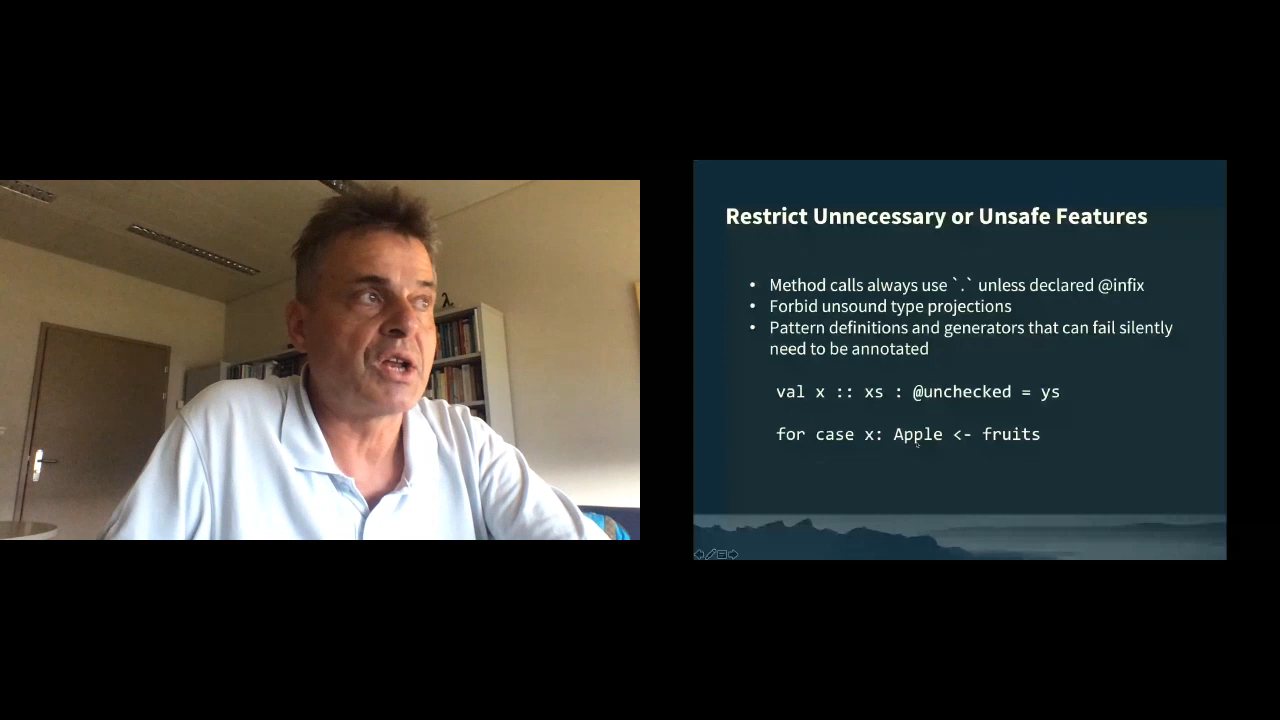 λ
Restrict Unnecessary or Unsafe Features
• Method calls always use `.` unless declared @infix
• Forbid unsound type projections
• Pattern definitions and generators that can fail silently
need to be annotated
val x :: xs : @unchecked = ys
for case x: Apple <- fruits